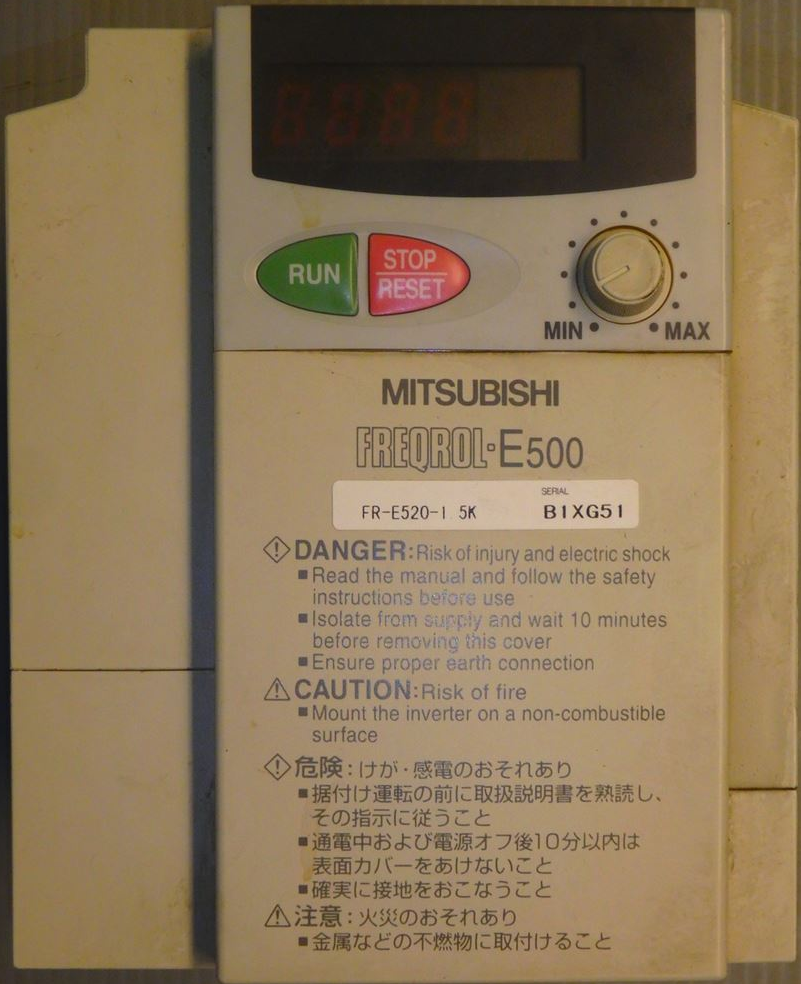 8888
RUN
STOP
RESET
MIN
MAX
MITSUBISHI
FREQROL-E500
SERIAL
FR-E520-1.5K B1XG51
DANGER:Risk of injury and electric shock
■Read the manual and follow the safety
instructions before use
■Isolate from supply and wait 10 minutes
before removing this cover
■Ensure proper earth connection
CAUTION:Risk of fire
■Mount the inverter on a non-combustible
surface
危険:けが・感電のおそれあり
■据付け運転の前に取扱説明書を熟読し、
その指示に従うこと
■通電中および電源オフ後10分以内は
表面カバーをあけないこと
■確実に接地をおこなうこと
注意:火災のおそれあり
■金属などの不燃物に取付けること